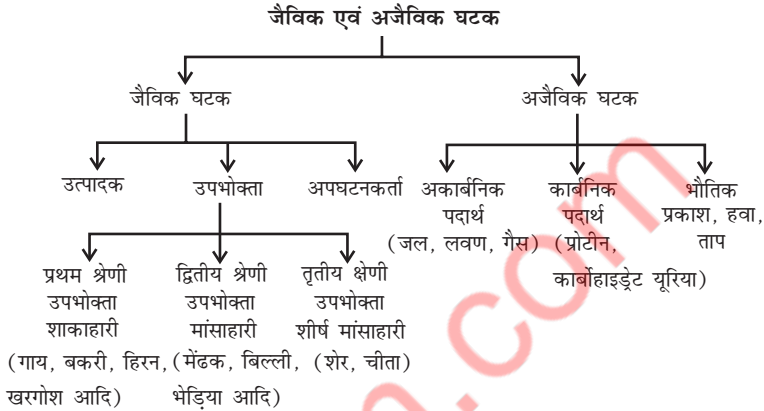 जैविक एवं अजैविक घटक
जैविक घटक
अजैविक घटक
उत्पादक
उपभोक्ता
अपघटनकर्ता
अकार्बनिक
पदार्थ
(जल, लवण, गैस)
कार्बनिक
पदार्थ
(प्रोटीन,
कार्बोहाइड्रेट यूरिया)
भौतिक
प्रकाश, हवा,
ताप
प्रथम श्रेणी
उपभोक्ता
शाकाहारी
(गाय, बकरी, हिरन,
खरगोश आदि)
द्वितीय श्रेणी
उपभोक्ता
मांसाहारी
(मेंढक, बिल्ली,
भेड़िया आदि)
तृतीय क्षेणी
उपभोक्ता
शीर्ष मांसाहारी
(शेर, चीता)